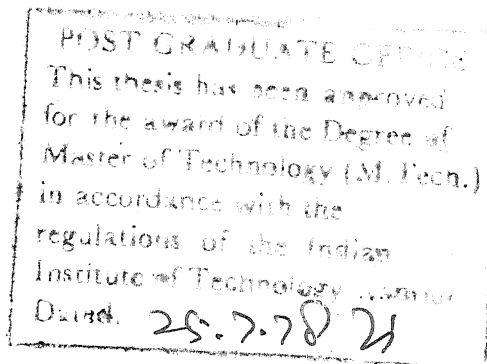 POST GRADUATE OFFICE
This thesis has been approved
for the award of the Degree of
Master of Technology (M. Tech.)
in accordance with the
regulations of the Indian
Institute of Technology
Dated. 25.7.78